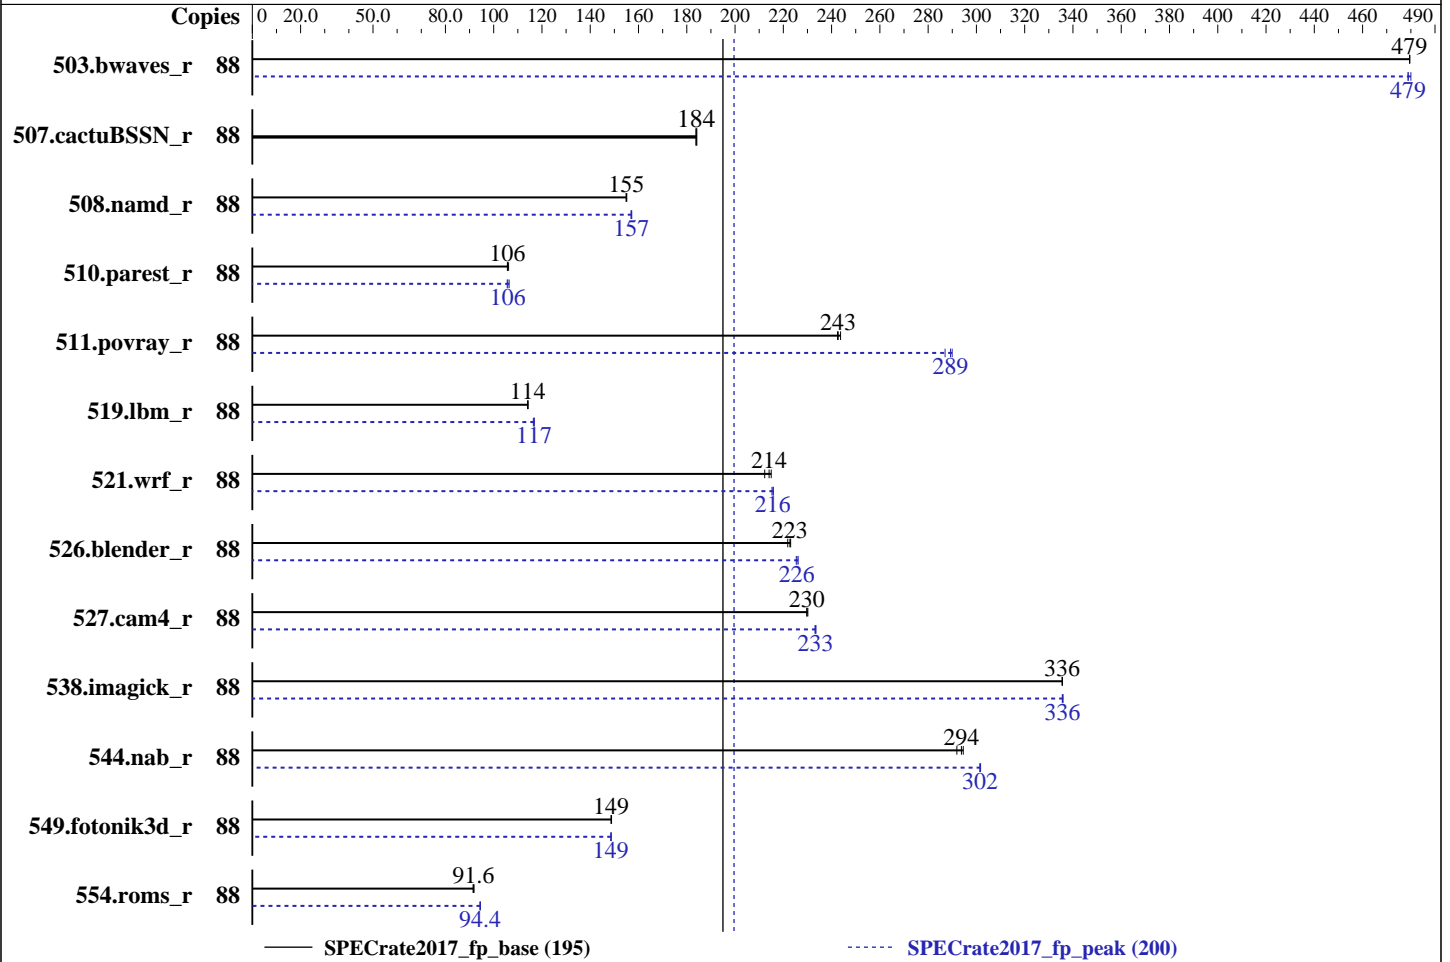 Copies 0 20.0 50.0 80.0 100 120 140 160 180 200 220 240 260 280 300 320 340 360 380 400 420 440 460 490
503.bwaves_r 88 479
479
507.cactuBSSN_r 88 184
508.namd_r 88 155
157
510.parest_r 88 106
106
511.povray_r 88 243
289
519.lbm_r 88 114
117
521.wrf_r 88 214
216
526.blender_r 88 223
226
527.cam4_r 88 230
233
538.imagick_r 88 336
336
544.nab_r 88 294
302
549.fotonik3d_r 88 149
149
554.roms_r 88 91.6
94.4
SPECrate2017_fp_base (195) SPECrate2017_fp_peak (200)